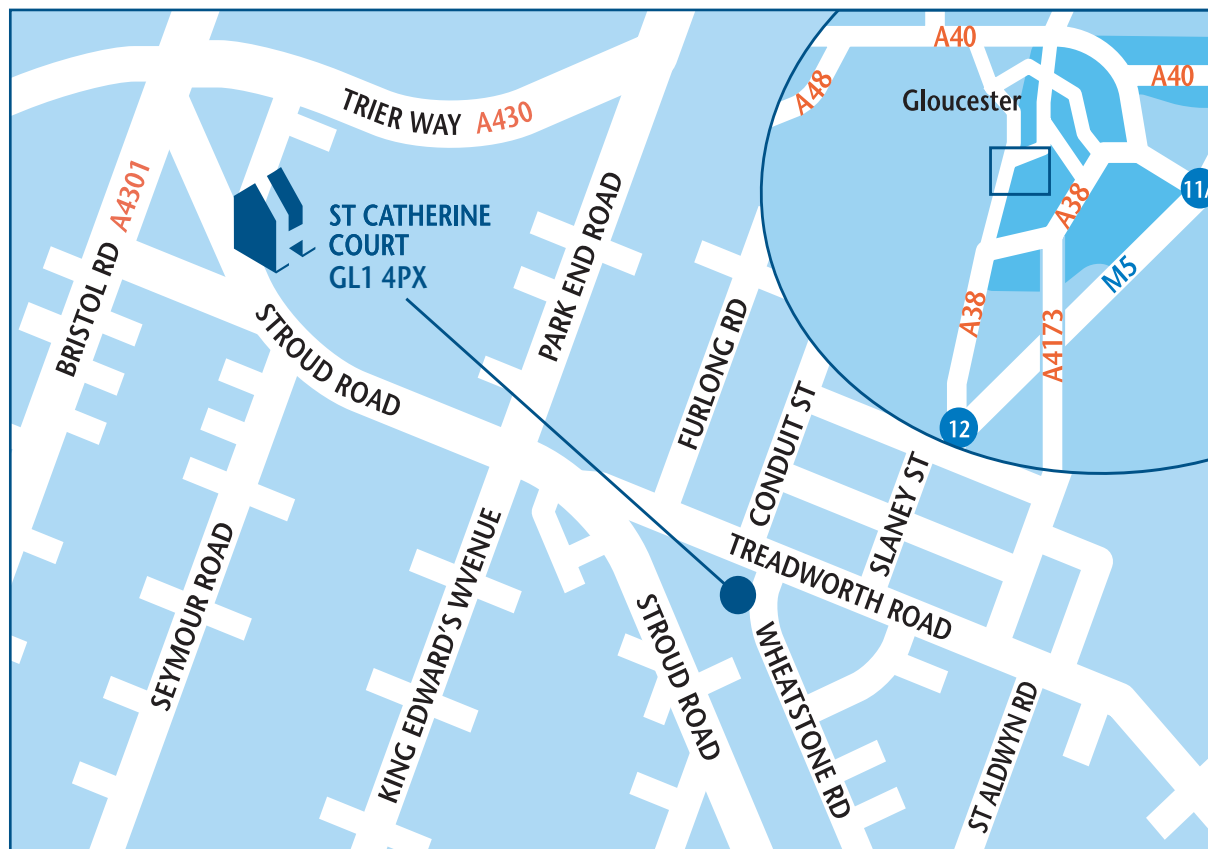 A40
A48
A40
Gloucester
TRIER WAY A430
11A
A38
BRISTOL RD A4301
ST CATHERINE
COURT
GL1 4PX
PARK END ROAD
M5
A38
A4173
STROUD ROAD
FURLONG RD
CONDUIT ST
12
SLANEY ST
TREADWORTH ROAD
SEYMOUR ROAD
KING EDWARD'S WVENUE
STROUD ROAD
WHEATSTONE RD
ST ALDWYN RD